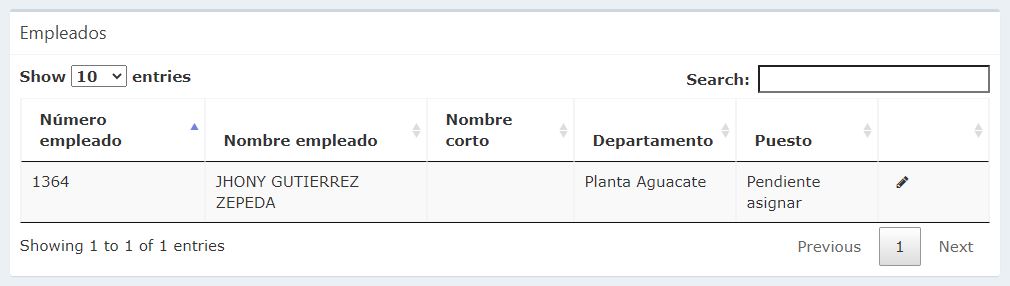 Empleados
Show 10 entries
Search:
Número empleado Nombre empleado Nombre corto Departamento Puesto
1364 JHONY GUTIERREZ ZEPEDA Planta Aguacate Pendiente asignar
Showing 1 to 1 of 1 entries
Previous 1 Next